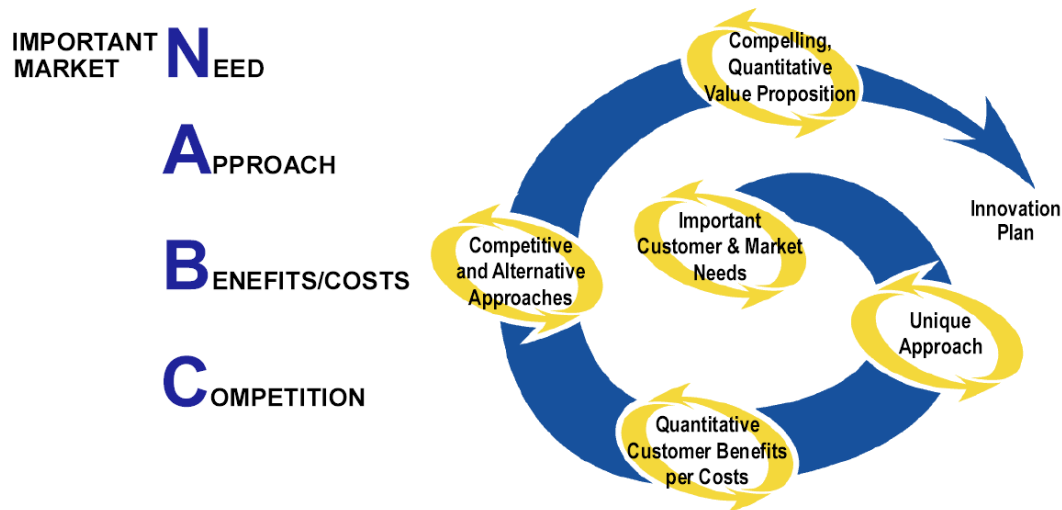 IMPORTANT
MARKET NEED
APPROACH
BENEFITS/COSTS
COMPETITION
Compelling,
Quantitative
Value Proposition
Innovation
Plan
Important
Customer & Market
Needs
Competitive
and Alternative
Approaches
Unique
Approach
Quantitative
Customer Benefits
per Costs